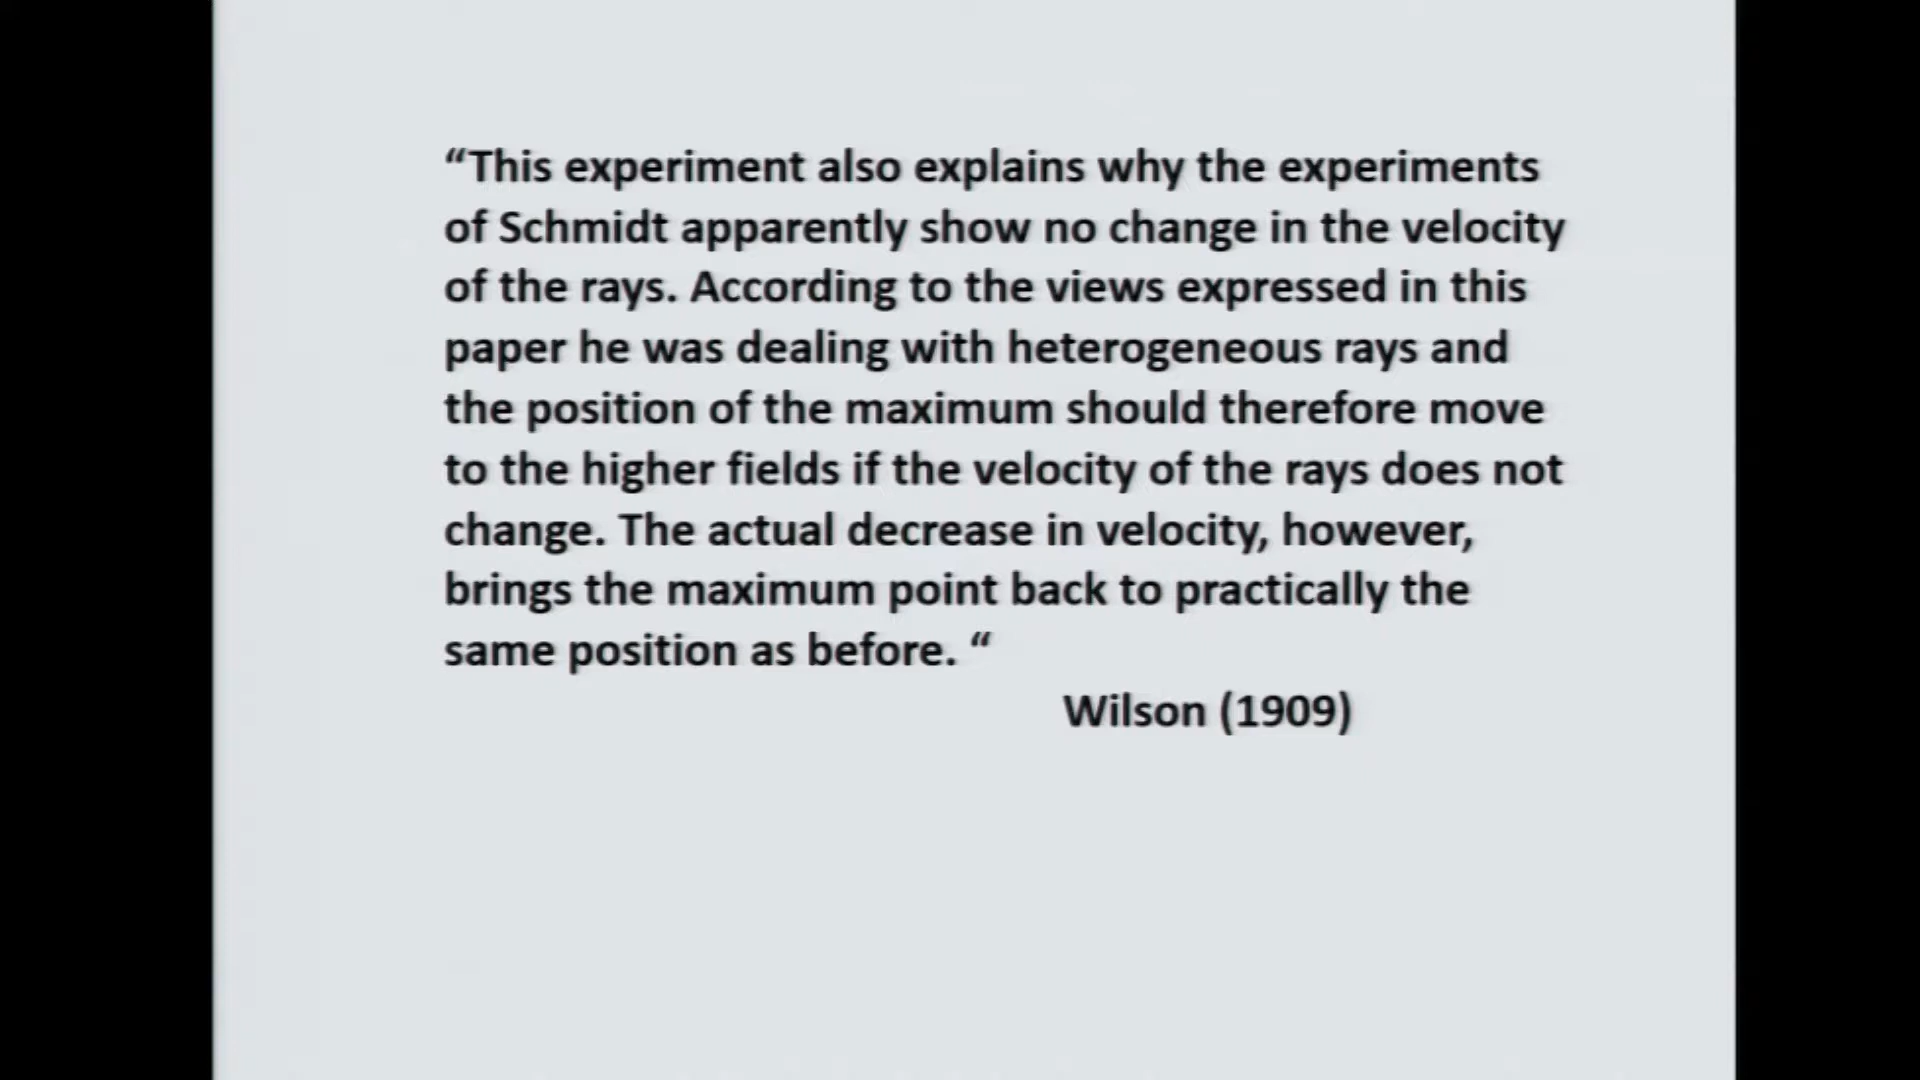 “This experiment also explains why the experiments
of Schmidt apparently show no change in the velocity
of the rays. According to the views expressed in this
paper he was dealing with heterogeneous rays and
the position of the maximum should therefore move
to the higher fields if the velocity of the rays does not
change. The actual decrease in velocity, however,
brings the maximum point back to practically the
same position as before. “
Wilson (1909)